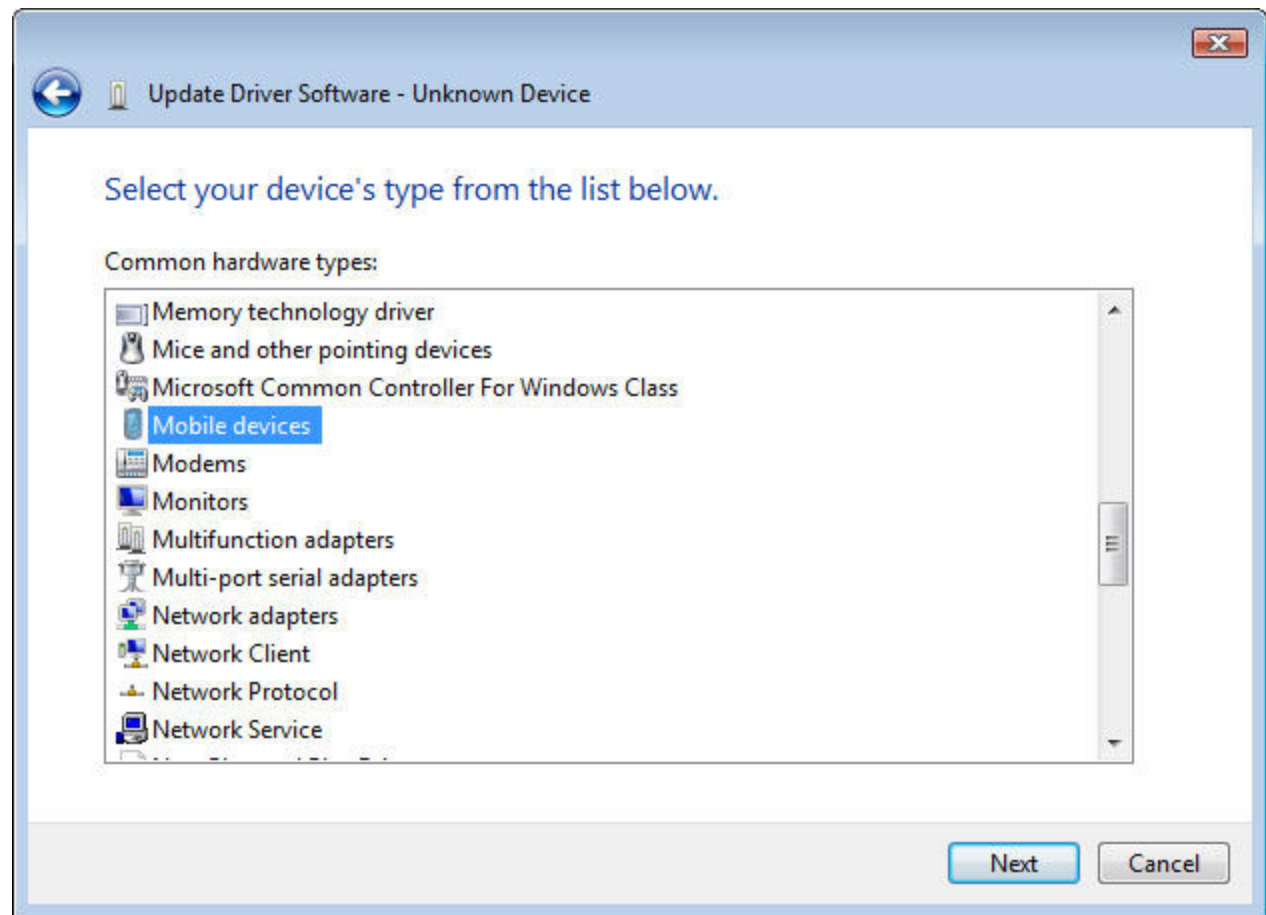 Update Driver Software - Unknown Device
Select your device's type from the list below.
Common hardware types:
Memory technology driver
Mice and other pointing devices
Microsoft Common Controller For Windows Class
Mobile devices
Modems
Monitors
Multifunction adapters
Multi-port serial adapters
Network adapters
Network Client
Network Protocol
Network Service
Next
Cancel